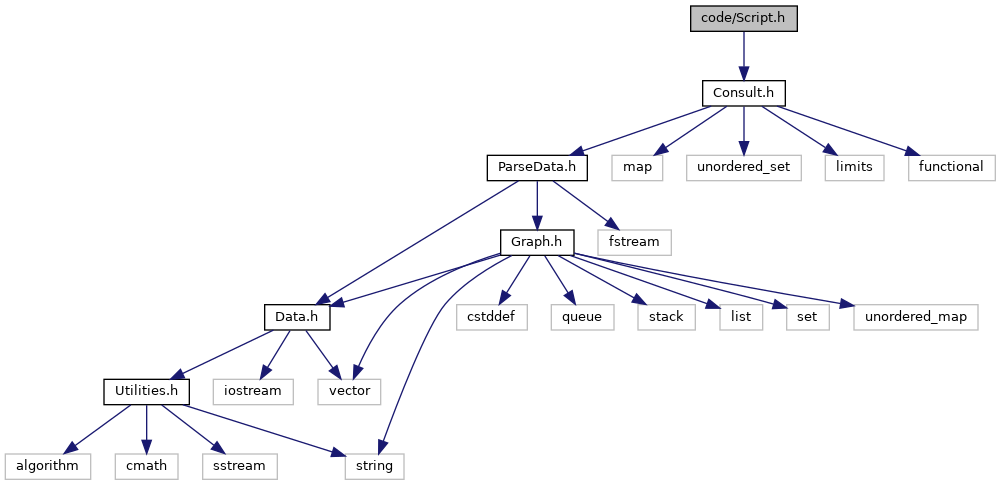 code/Script.h
Consult.h
ParseData.h
map
unordered_set
limits
functional
Graph.h
fstream
Data.h
cstddef
queue
stack
list
set
unordered_map
Utilities.h
iostream
vector
algorithm
cmath
sstream
string